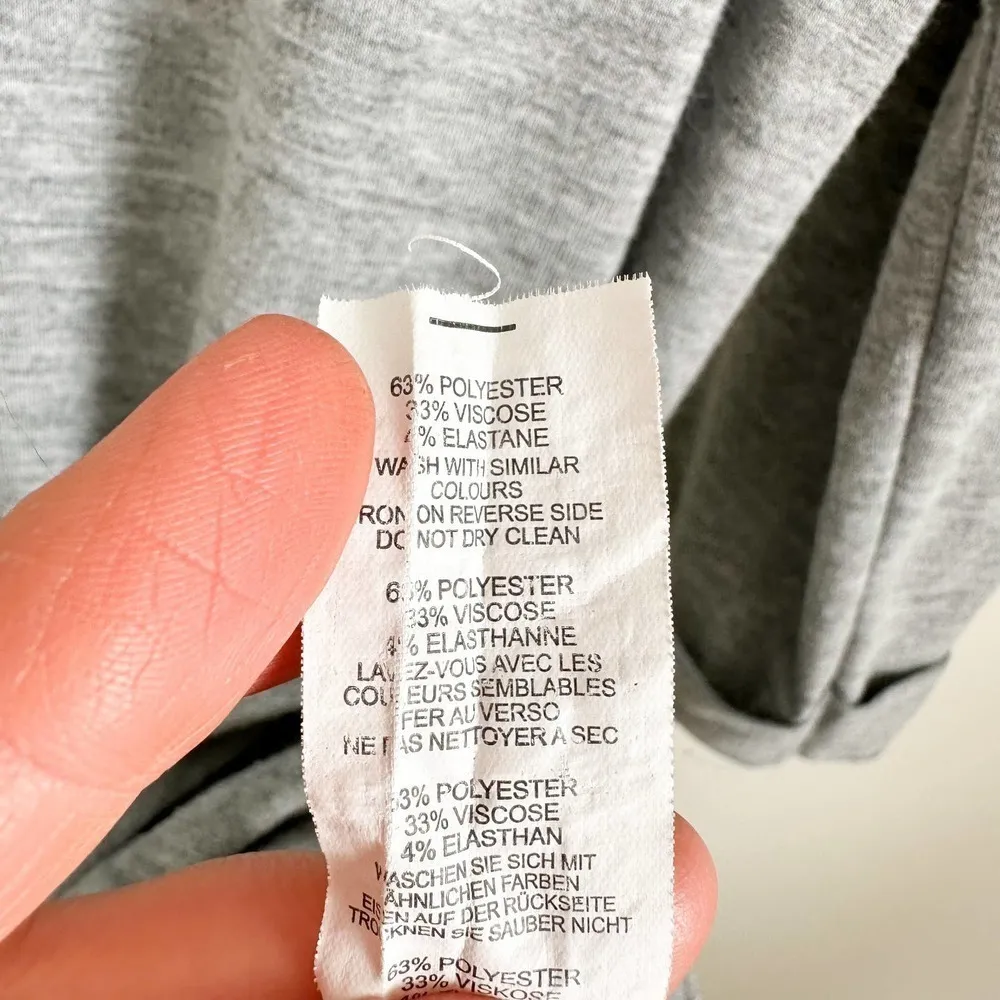 63% POLYESTER
33% VISCOSE
4% ELASTANE
WASH WITH SIMILAR
COLOURS
IRON ON REVERSE SIDE
DO NOT DRY CLEAN
63% POLYESTER
33% VISCOSE
4% ELASTHANNE
LAVEZ-VOUS AVEC LES
COULEURS SEMBLABLES
FER AU VERSO
NE PAS NETTOYER A SEC
63% POLYESTER
33% VISCOSE
4% ELASTHAN
WASCHEN SIE SICH MIT
ÄHNLICHEN FARBEN
EISEN AUF DER RÜCKSEITE
TROCKNEN SIE SAUBER NICHT
63% POLYESTER
33% VISKOSE